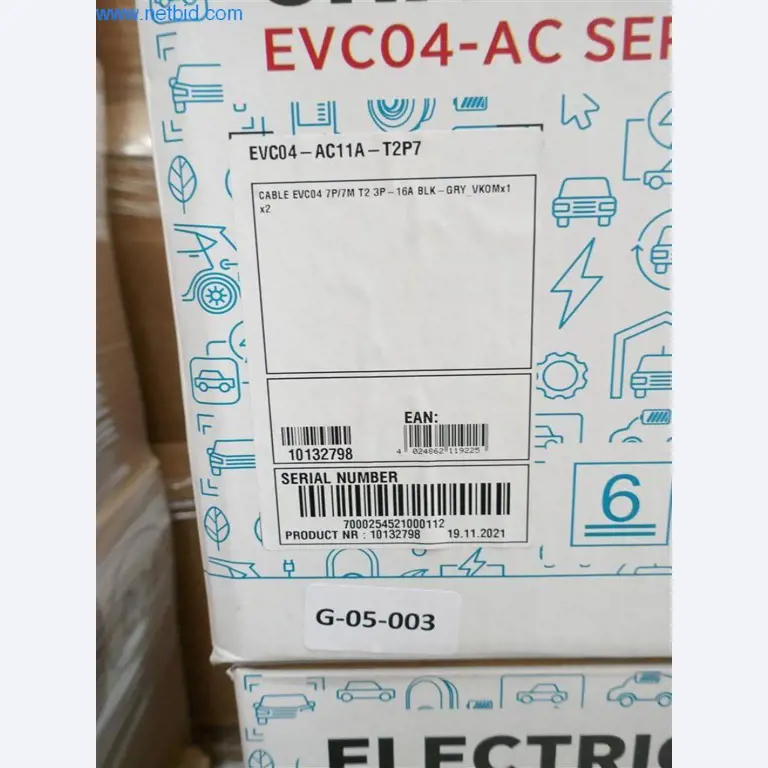 www.netbid.com
EVC04-AC SER
EVC04-AC11A-T2P7
CABLE EVC04 7P/7M T2 3P-16A BLK-GRY_VKOMx1
x2
EAN:
10132798
4 024862 119225
SERIAL NUMBER
7000254521000112
PRODUCT NR : 10132798 19.11.2021
6
G-05-003
ELECTRIC